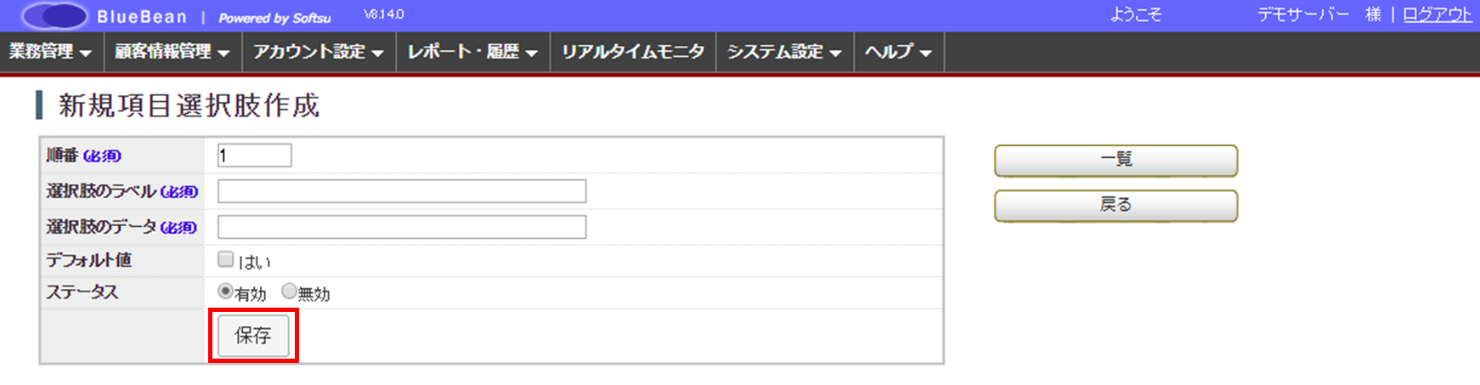 BlueBean | Powered by Softsu V8.14.0 ようこそ デモサーバー 様 | ログアウト
業務管理 顧客情報管理 アカウント設定 レポート・履歴 リアルタイムモニタ システム設定 ヘルプ
新規項目選択肢作成
順番 (必須) 1
選択肢のラベル (必須)
選択肢のデータ (必須)
デフォルト値 はい
ステータス 有効 無効
保存
一覧
戻る